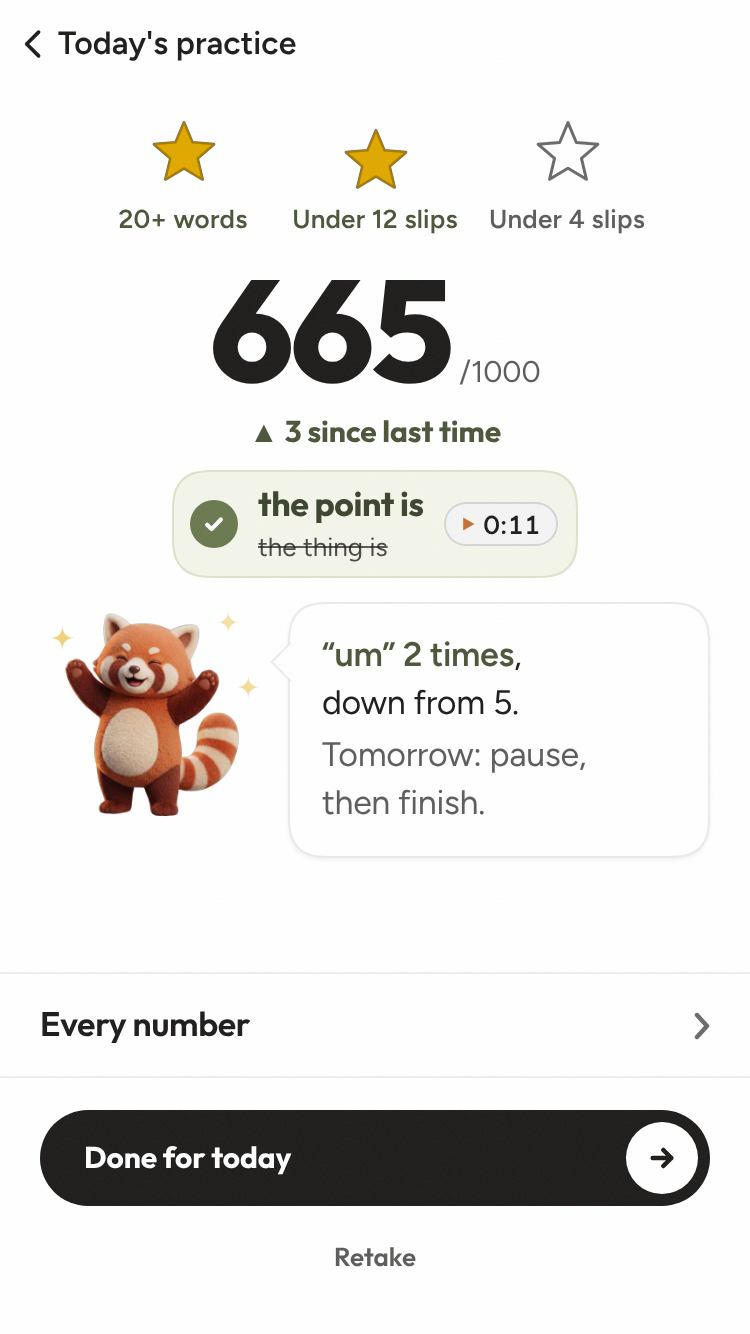 Today's practice
20+ words
Under 12 slips
Under 4 slips
665 /1000
▲ 3 since last time
the point is
the thing is
0:11
“um” 2 times,
down from 5.
Tomorrow: pause,
then finish.
Every number
Done for today
Retake